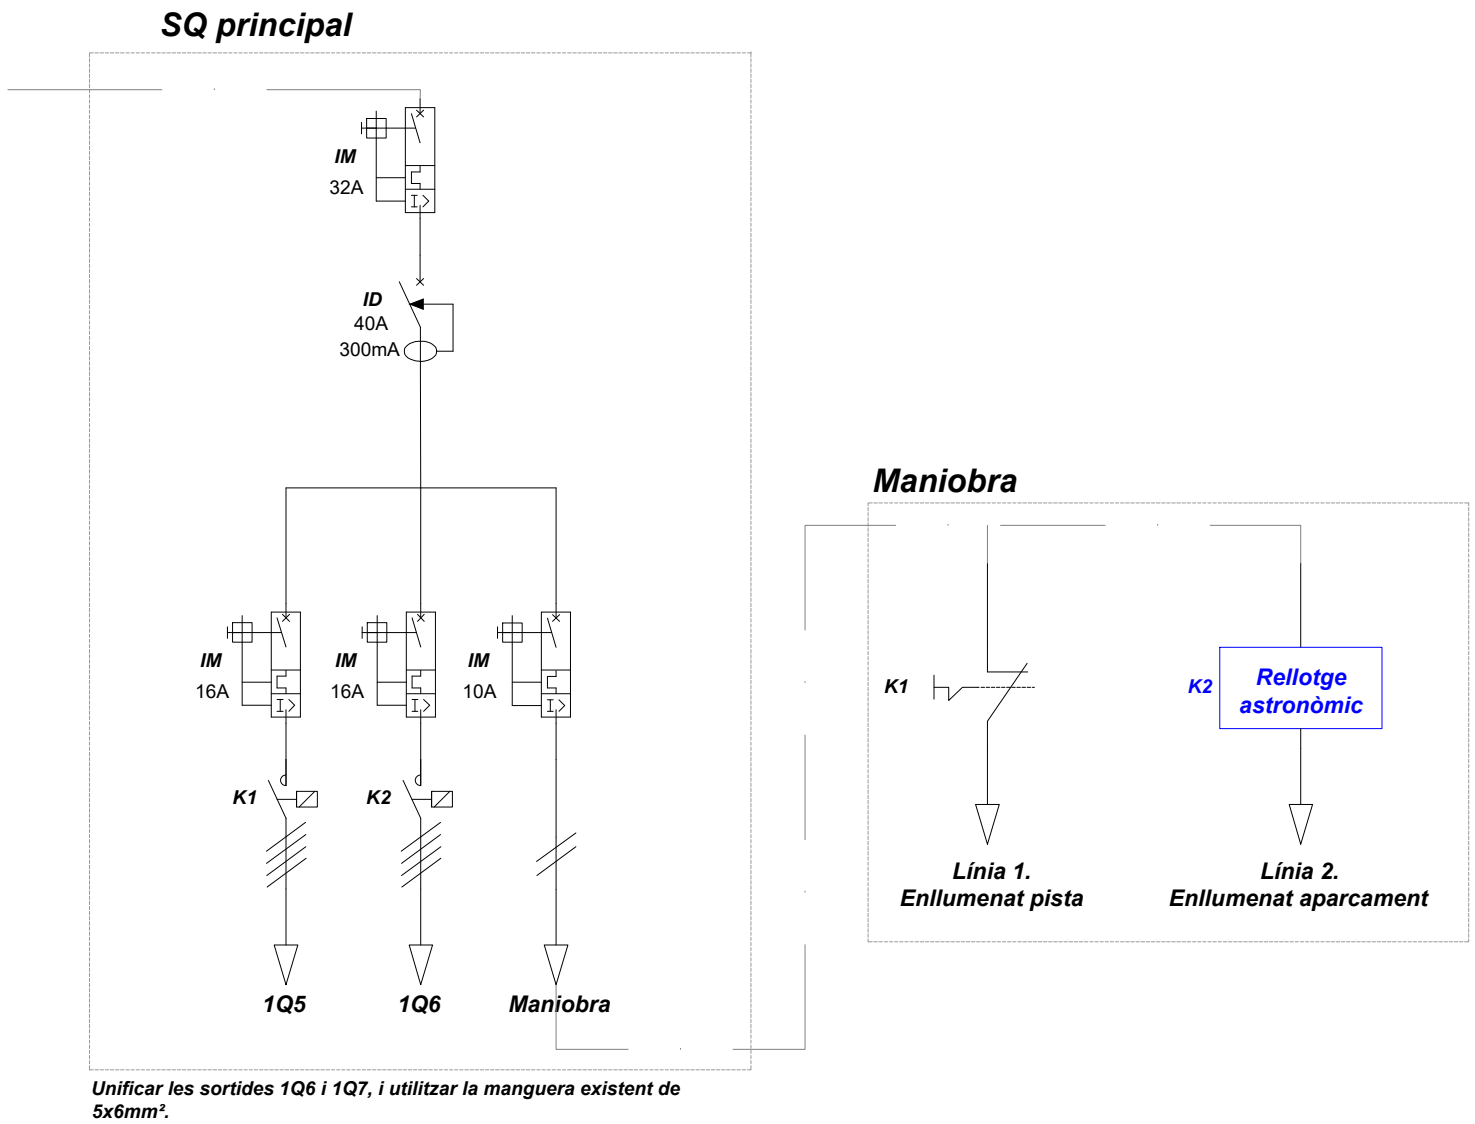 SQ principal
IM
32A
I>
ID
40A
300mA
Maniobra
IM
16A
I>
IM
16A
I>
IM
10A
I>
K1
K2
K1
K2
Rellotge
astronòmic
Línia 1.
Enllumenat pista
Línia 2.
Enllumenat aparcament
1Q5
1Q6
Maniobra
Unificar les sortides 1Q6 i 1Q7, i utilitzar la manguera existent de
5x6mm².